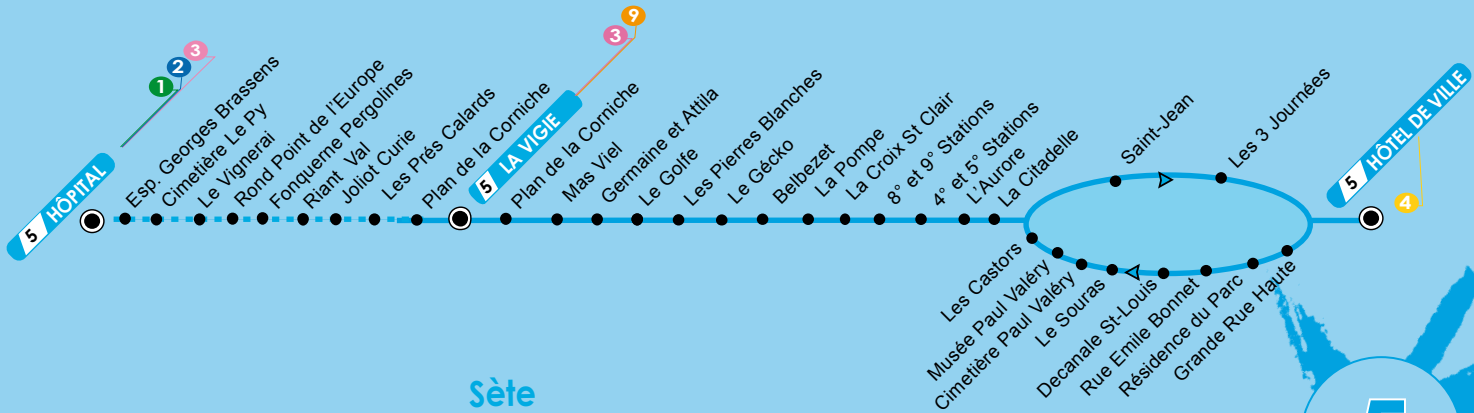 1
2
3
5 HÔPITAL
Esp. Georges Brassens
Cimetière Le Py
Le Vignerai
Rond Point de l'Europe
Fonquerne Pergolines
Riant Val
Joliot Curie
Les Prés Calards
Plan de la Corniche
3
9
5 LA VIGIE
Plan de la Corniche
Mas Viel
Germaine et Attila
Le Golfe
Les Pierres Blanches
Le Gécko
Belbezet
La Pompe
La Croix St Clair
8° et 9° Stations
4° et 5° Stations
L'Aurore
La Citadelle
Saint-Jean
Les 3 Journées
5 HÔTEL DE VILLE
4
Les Castors
Musée Paul Valéry
Cimetière Paul Valéry
Le Souras
Decanale St-Louis
Rue Emile Bonnet
Résidence du Parc
Grande Rue Haute
Sète